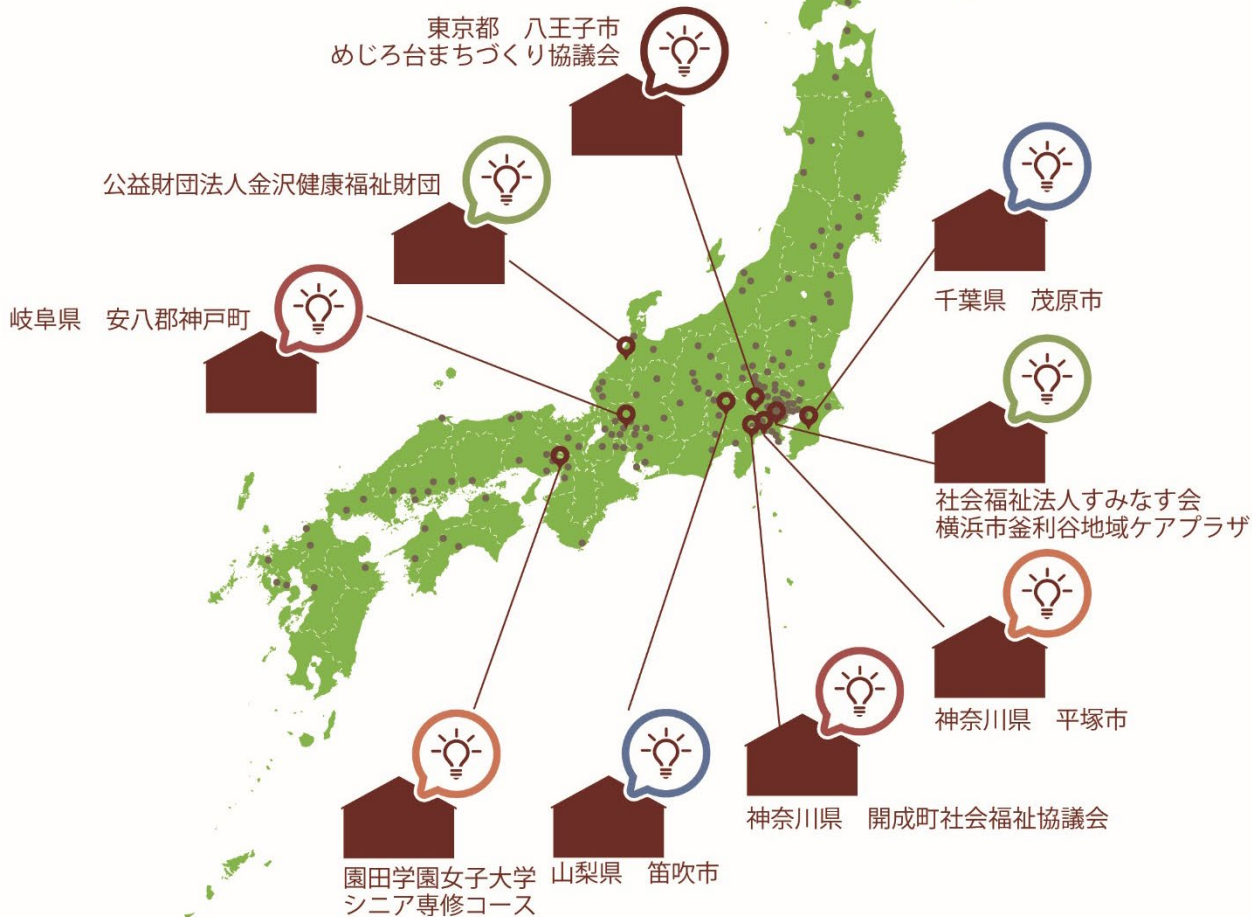 東京都　八王子市
めじろ台まちづくり協議会
公益財団法人金沢健康福祉財団
岐阜県　安八郡神戸町
千葉県　茂原市
社会福祉法人すみなす会
横浜市釜利谷地域ケアプラザ
神奈川県　平塚市
神奈川県　開成町社会福祉協議会
山梨県　笛吹市
園田学園女子大学
シニア専修コース